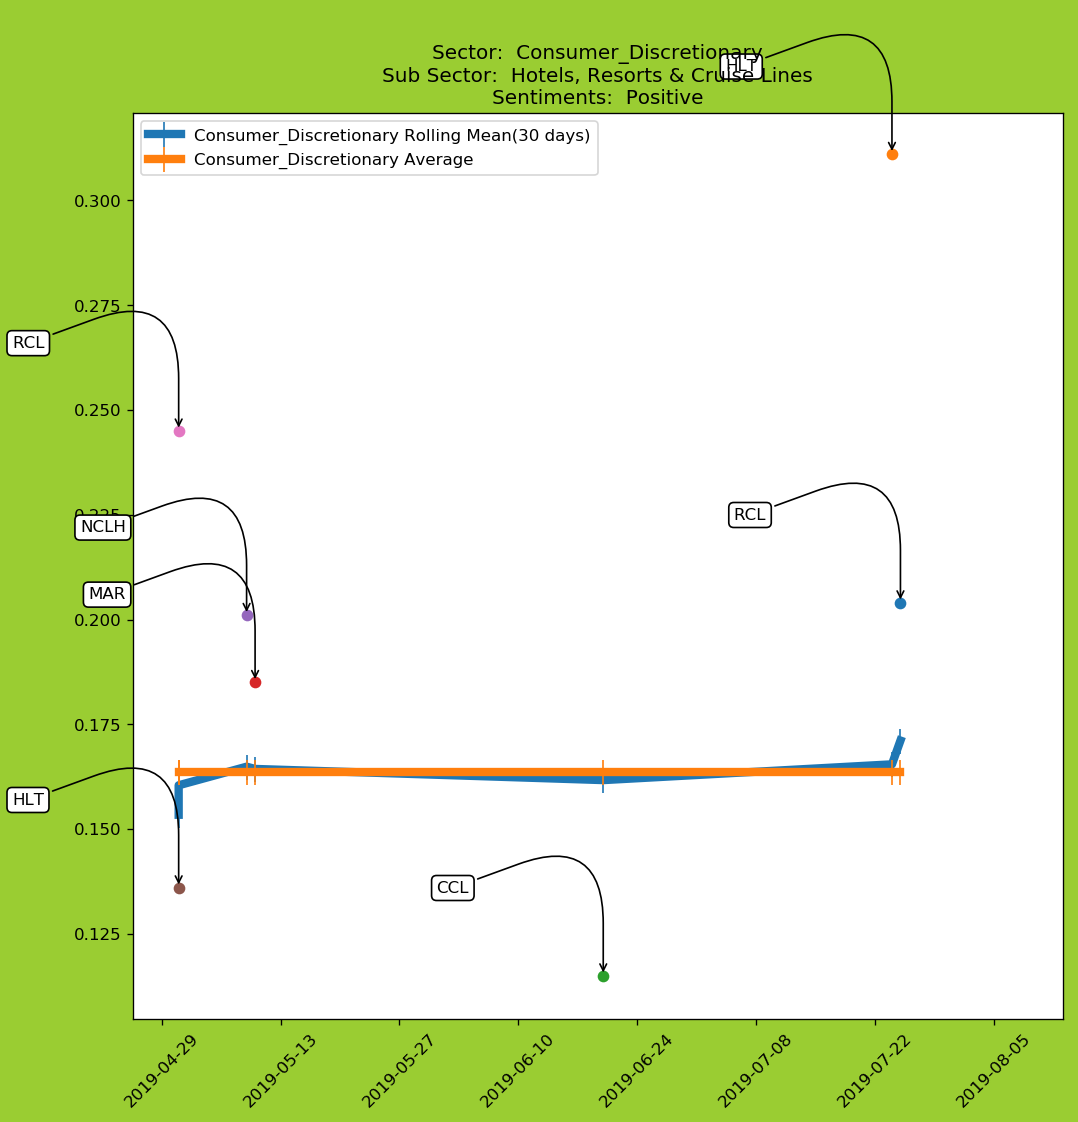 Sector:  Consumer_Discretionary
Sub Sector:  Hotels, Resorts & Cruise Lines
Sentiments:  Positive
HLT
Consumer_Discretionary Rolling Mean(30 days)
Consumer_Discretionary Average
0.300
0.275
RCL
0.250
0.225
NCLH
RCL
MAR
0.200
0.175
HLT
0.150
CCL
0.125
2019-04-29
2019-05-13
2019-05-27
2019-06-10
2019-06-24
2019-07-08
2019-07-22
2019-08-05